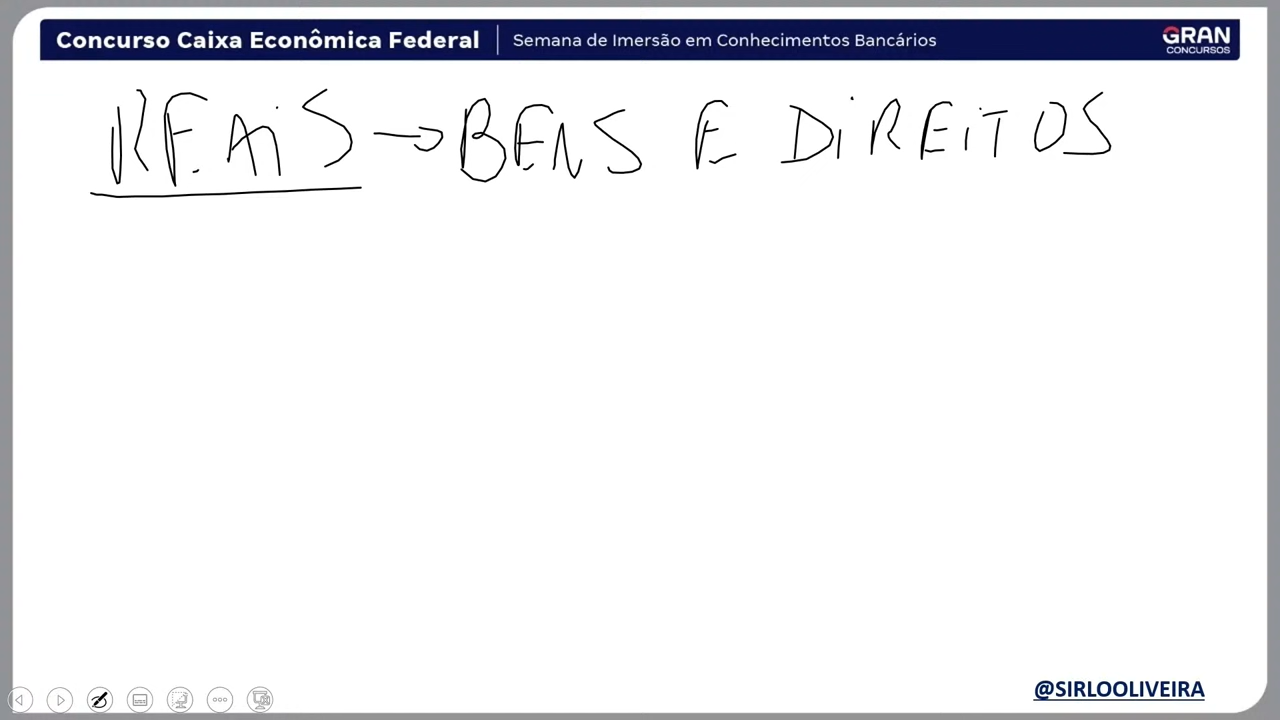 Concurso Caixa Econômica Federal | Semana de Imersão em Conhecimentos Bancários
GRAN
CONCURSOS
REAiS → BENS E DiREiTOS
@SIRLOOLIVEIRA